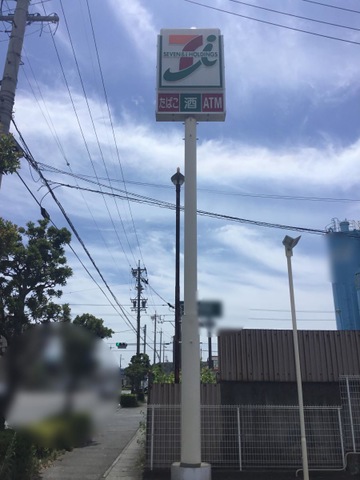 SEVEN & i HOLDINGS
たばこ 酒 ATM